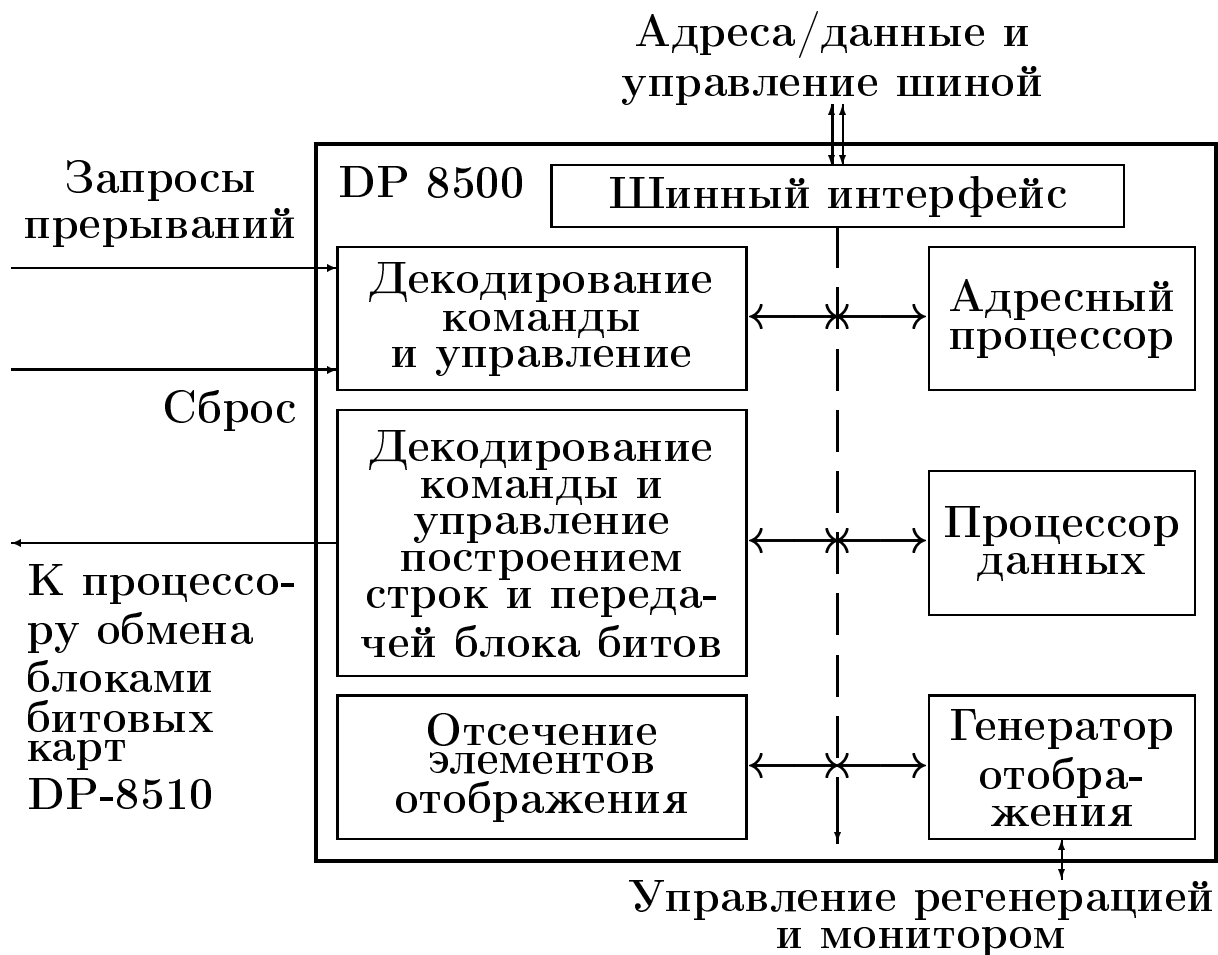 Адреса/данные и
управление шиной
Запросы
прерываний
DP 8500
Шинный интерфейс
Декодирование
команды
и управление
Адресный
процессор
Сброс
Декодирование
команды и
управление
построением
строк и переда-
чей блока битов
Процессор
данных
К процессо-
ру обмена
блоками
битовых
карт
DP-8510
Отсечение
элементов
отображения
Генератор
отобра-
жения
Управление регенерацией
и монитором